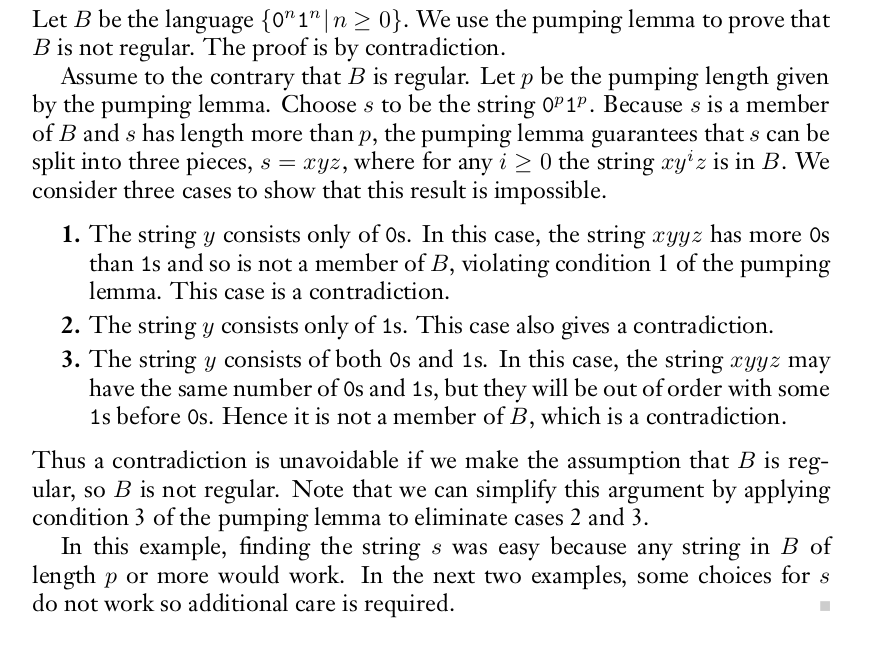 Let B be the language {0ⁿ1ⁿ| n ≥ 0}. We use the pumping lemma to prove that
B is not regular. The proof is by contradiction.
Assume to the contrary that B is regular. Let p be the pumping length given
by the pumping lemma. Choose s to be the string 0ᵖ1ᵖ. Because s is a member
of B and s has length more than p, the pumping lemma guarantees that s can be
split into three pieces, s = xyz, where for any i ≥ 0 the string xyⁱz is in B. We
consider three cases to show that this result is impossible.
1. The string y consists only of 0s. In this case, the string xyyz has more 0s
than 1s and so is not a member of B, violating condition 1 of the pumping
lemma. This case is a contradiction.
2. The string y consists only of 1s. This case also gives a contradiction.
3. The string y consists of both 0s and 1s. In this case, the string xyyz may
have the same number of 0s and 1s, but they will be out of order with some
1s before 0s. Hence it is not a member of B, which is a contradiction.
Thus a contradiction is unavoidable if we make the assumption that B is reg-
ular, so B is not regular. Note that we can simplify this argument by applying
condition 3 of the pumping lemma to eliminate cases 2 and 3.
In this example, finding the string s was easy because any string in B of
length p or more would work. In the next two examples, some choices for s
do not work so additional care is required.